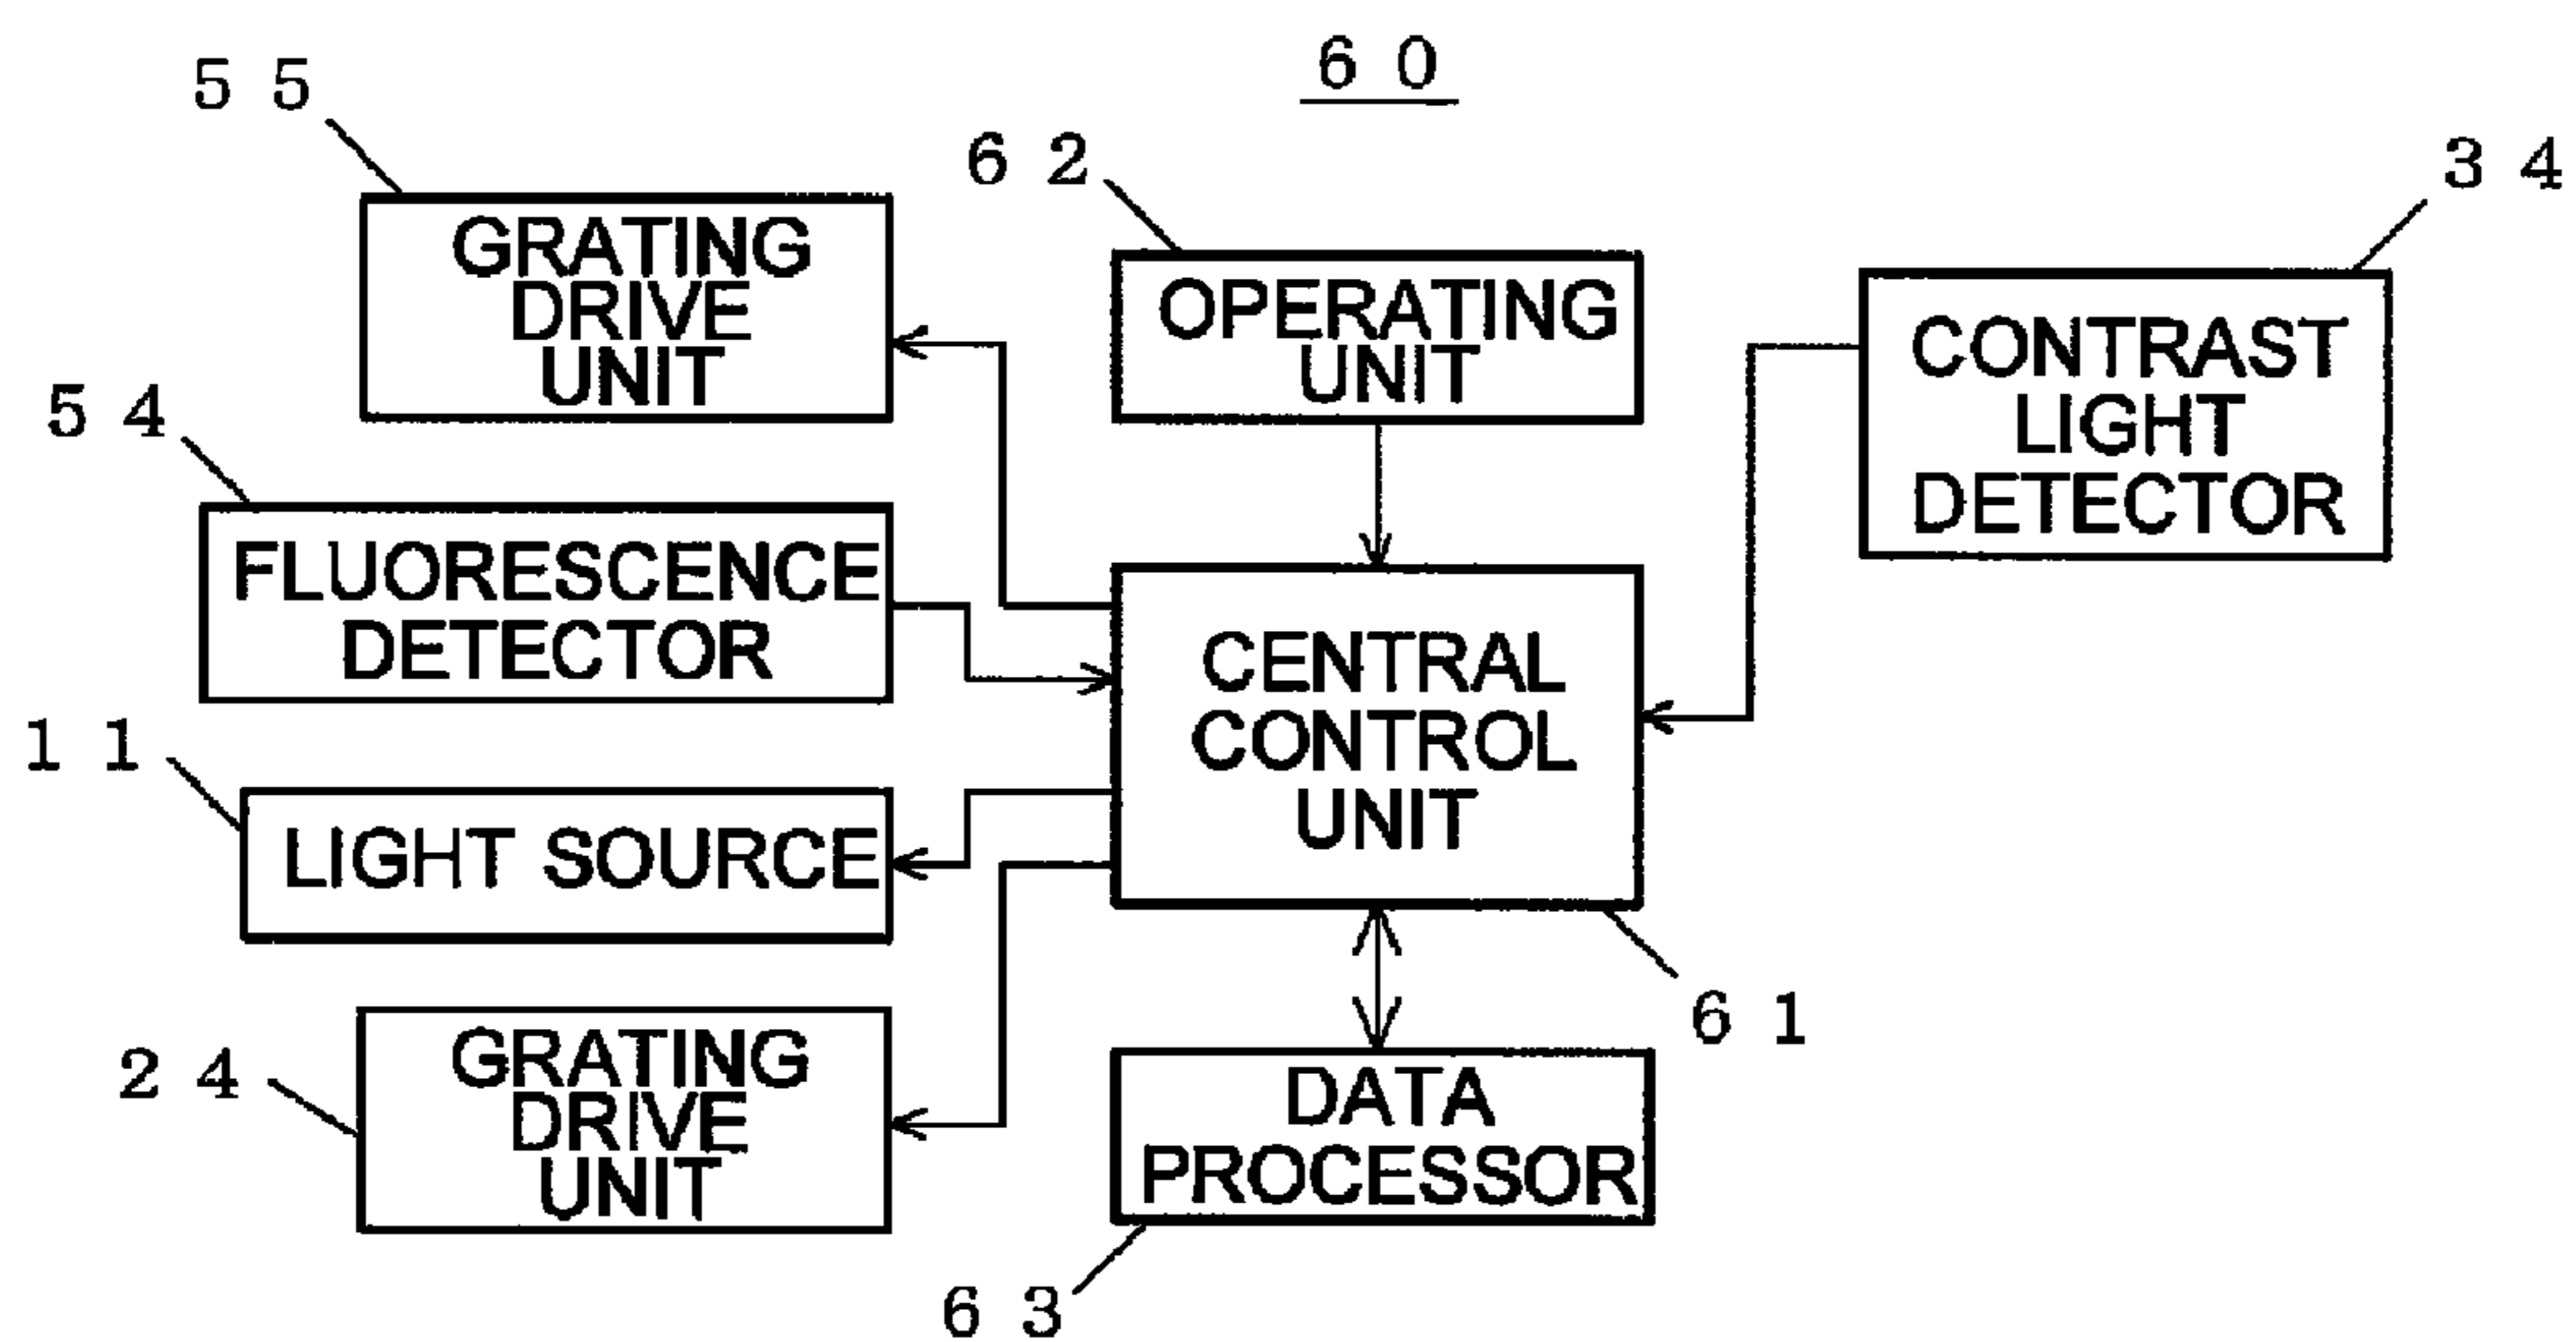 60
55
GRATING
DRIVE
UNIT
62
OPERATING
UNIT
34
CONTRAST
LIGHT
DETECTOR
54
FLUORESCENCE
DETECTOR
CENTRAL
CONTROL
UNIT
61
11
LIGHT SOURCE
24
GRATING
DRIVE
UNIT
DATA
PROCESSOR
63